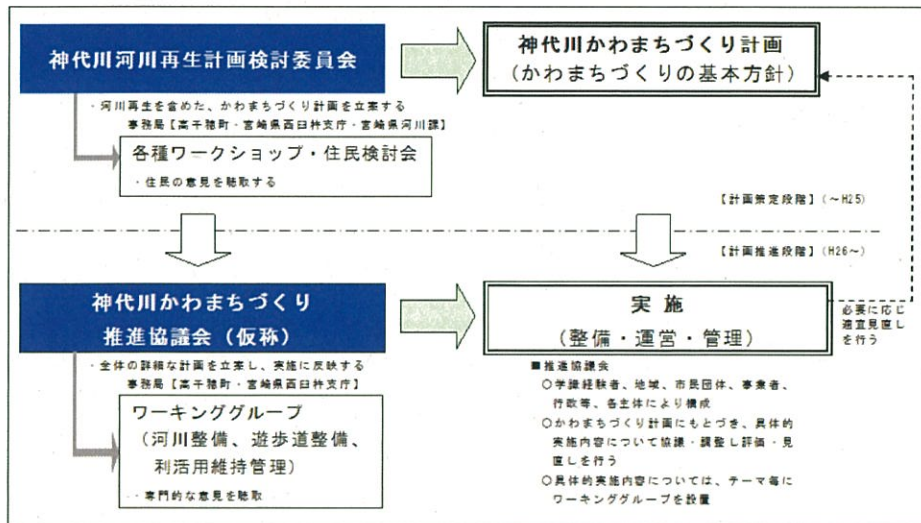 神代川河川再生計画検討委員会
神代川かわまちづくり計画
（かわまちづくりの基本方針）
・河川再生を含めた、かわまちづくり計画を立案する
事務局【高千穂町・宮崎県西臼杵支庁・宮崎県河川課】
各種ワークショップ・住民検討会
・住民の意見を聴取する
【計画策定段階】（～H25）
【計画推進段階】（H26～）
神代川かわまちづくり
推進協議会（仮称）
実施
（整備・運営・管理）
必要に応じ
適宜見直し
を行う
・全体の詳細な計画を立案し、実施に反映する
事務局【高千穂町・宮崎県西臼杵支庁】
ワーキンググループ
（河川整備、遊歩道整備、
利活用維持管理）
・専門的な意見を聴取
■推進協議会
○学識経験者、地域、市民団体、事業者、
行政等、各主体により構成
○かわまちづくり計画にもとづき、具体的
実施内容について協議・調整し評価・見
直しを行う
○具体的実施内容については、テーマ毎に
ワーキンググループを設置